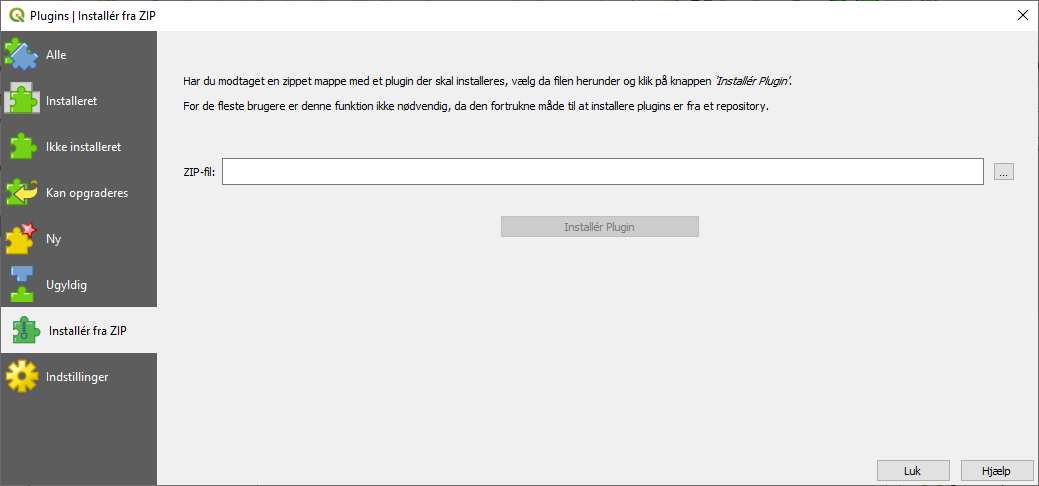 Plugins | Installér fra ZIP
Alle
Installeret
Ikke installeret
Kan opgraderes
Ny
Ugyldig
Installér fra ZIP
Indstillinger
Har du modtaget en zippet mappe med et plugin der skal installeres, vælg da filen herunder og klik på knappen 'Installér Plugin'.
For de fleste brugere er denne funktion ikke nødvendig, da den fortrukne måde til at installere plugins er fra et repository.
ZIP-fil:
...
Installér Plugin
Luk
Hjælp